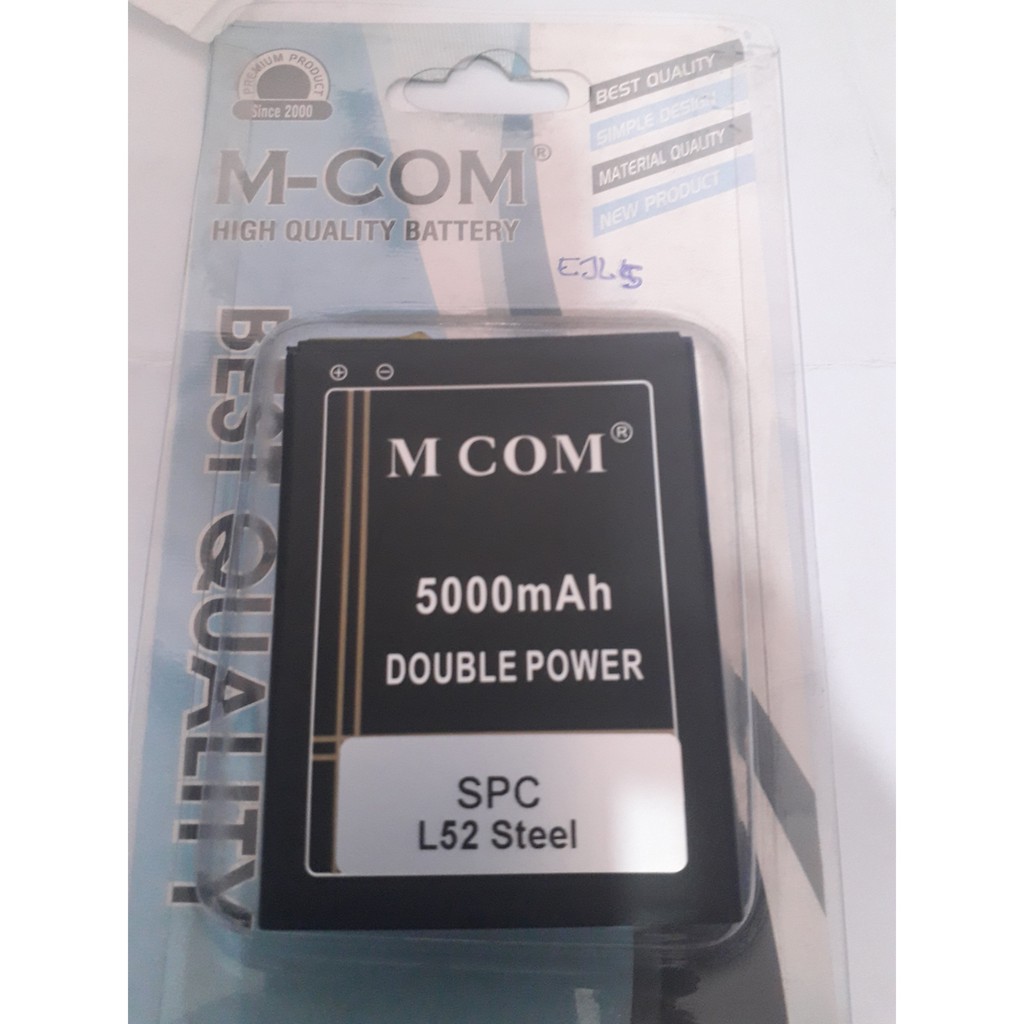 PREMIUM PRODUCT
Since 2000
M-COM®
HIGH QUALITY BATTERY
BEST QUALITY
SIMPLE DESIGN
MATERIAL QUALITY
NEW PRODUCT
BEST QUALITY
M COM®
5000mAh
DOUBLE POWER
SPC
L52 Steel